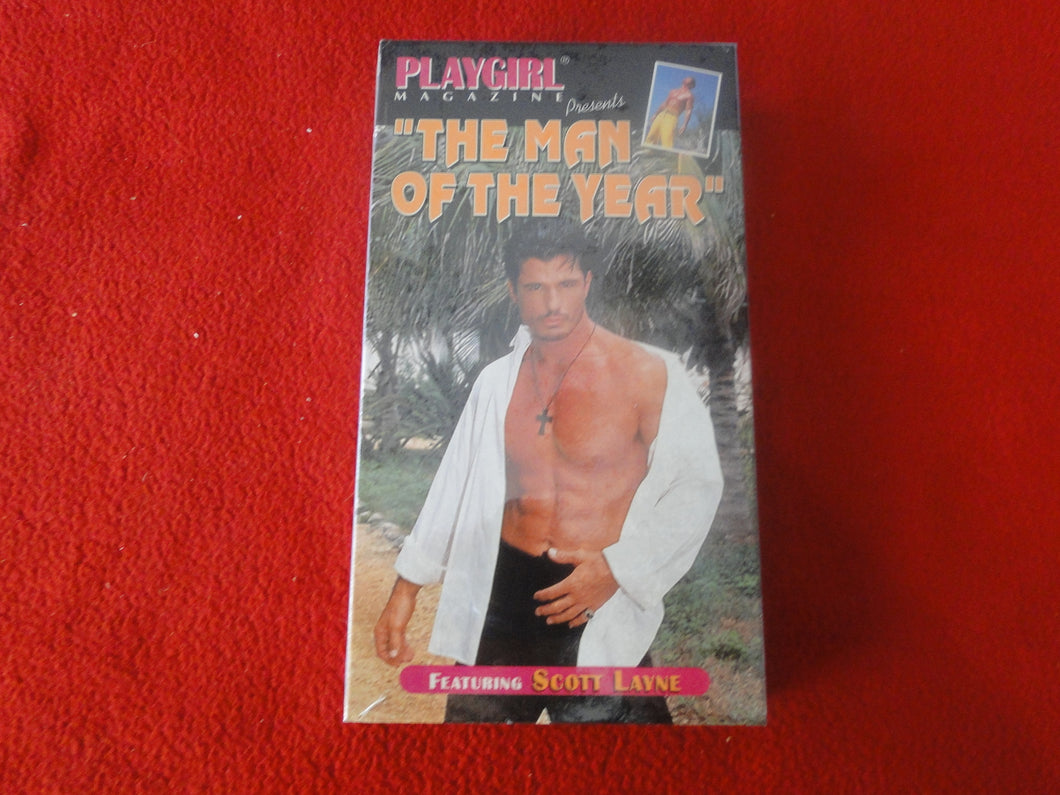 PLAYGIRL®
MAGAZINE Presents
"THE MAN
OF THE YEAR"
FEATURING SCOTT LAYNE